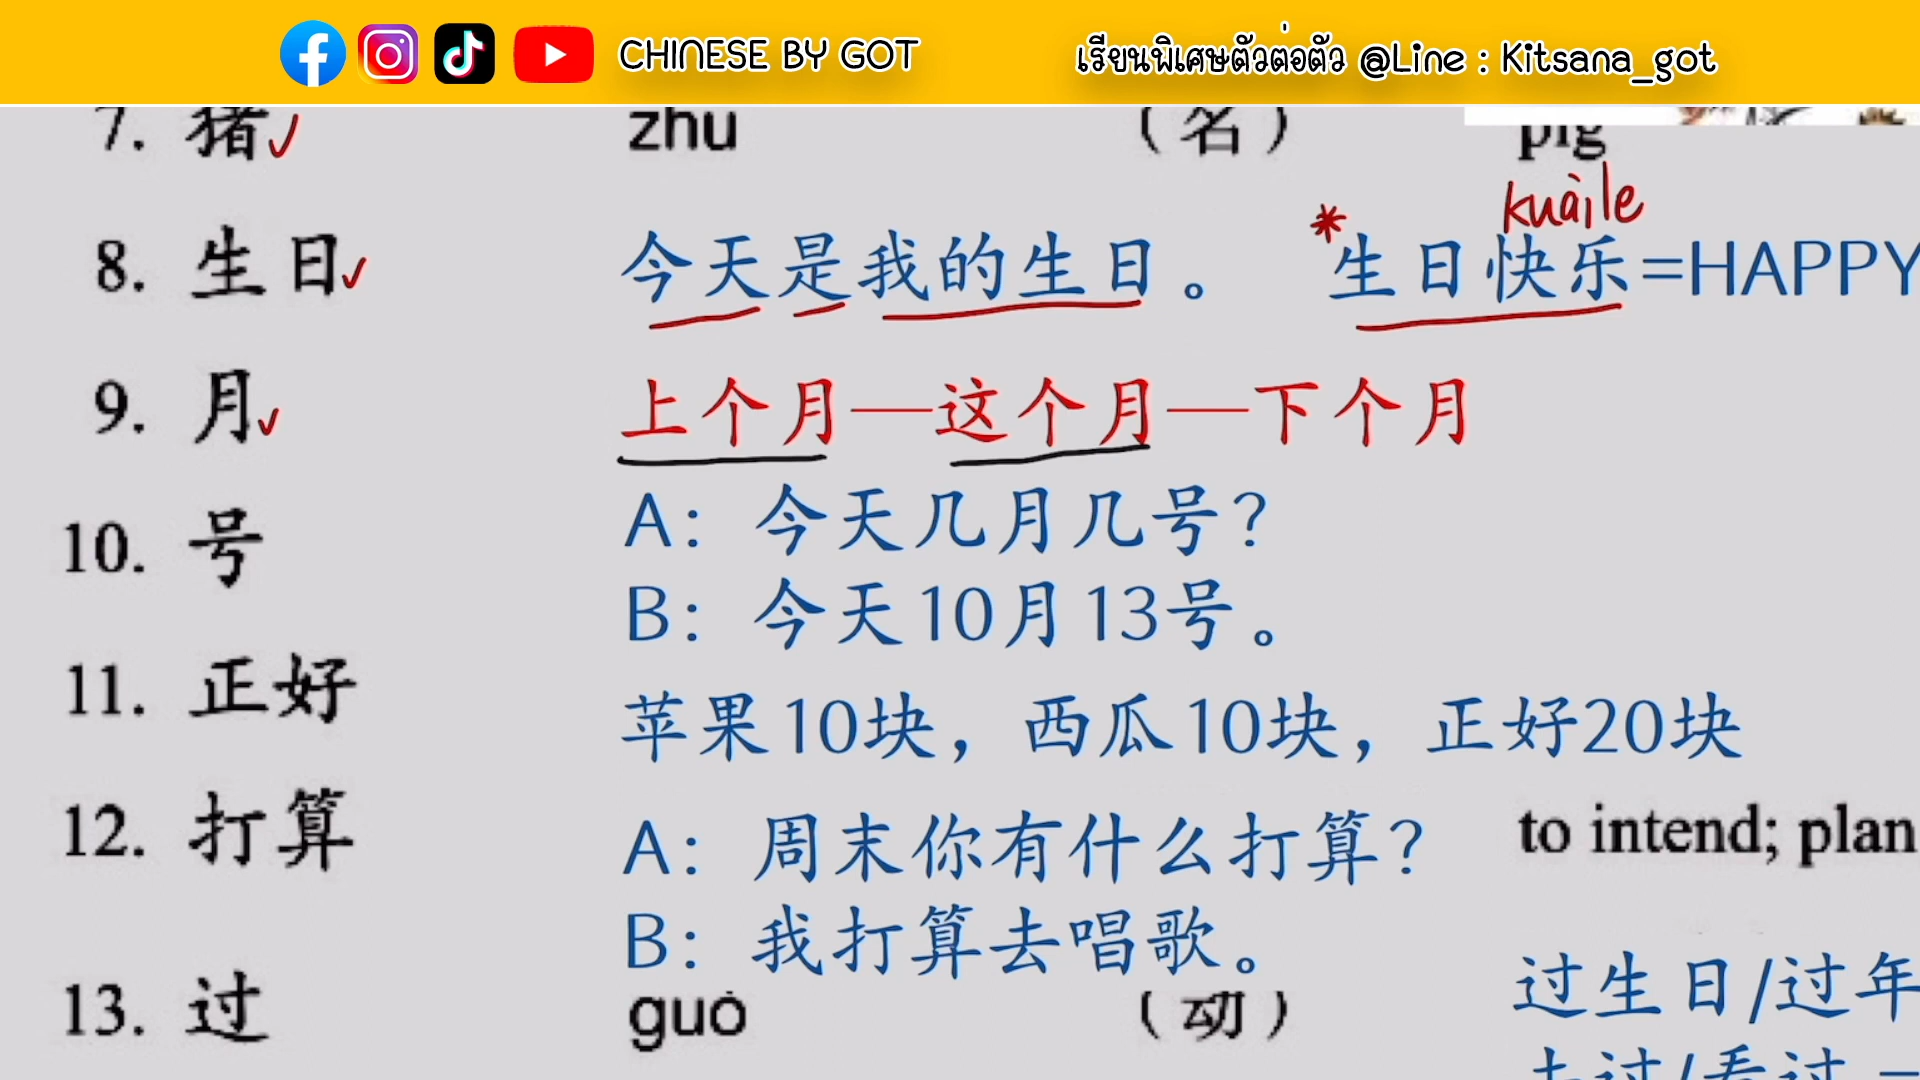 CHINESE BY GOT
เรียนพิเศษตัวต่อตัว @Line : Kitsana_got
7. 猪 zhu （名） pig
kuàile
8. 生日 今天是我的生日。 *生日快乐=HAPPY
9. 月 上个月—这个月—下个月
10. 号 A：今天几月几号？
B：今天10月13号。
11. 正好 苹果10块，西瓜10块，正好20块
12. 打算 A：周末你有什么打算？ to intend; plan
B：我打算去唱歌。
13. 过 guò （动） 过生日/过年